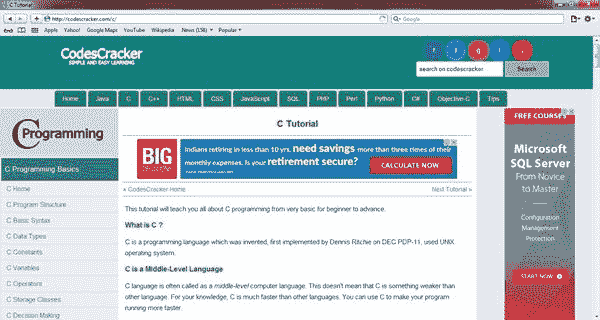 C Tutorial
http://codescracker.com/c/
Google
Apple Yahoo! Google Maps YouTube Wikipedia News (156) Popular
CodesCracker
SIMPLE AND EASY LEARNING
search on codescracker Search
Home Java C C++ HTML CSS JavaScript SQL PHP Perl Python C# Objective-C Tips
C Programming
C Programming Basics
C Home
C Program Structure
C Basic Syntax
C Data Types
C Constants
C Variables
C Operators
C Storage Classes
C Decision Making
C Tutorial
BIG
Indians retiring in less than 10 yrs. need savings more than three times of their
monthly expenses. Is your retirement secure?
CALCULATE NOW
« CodesCracker Home Next Tutorial »
This tutorial will teach you all about C programming from very basic for beginner to advance.
What is C ?
C is a programming language which was invented, first implemented by Dennis Ritchie on DEC PDP-11, used UNIX
operating system.
C is a Middle-Level Language
C language is often called as a middle-level computer language. This doesn't mean that C is something weaker than
other language. For your knowledge, C is much faster than other languages. You can use C to make your program
running more faster.
FREE COURSES
Microsoft
SQL Server
From Novice
to Master
Configuration
Management
Protection
START NOW